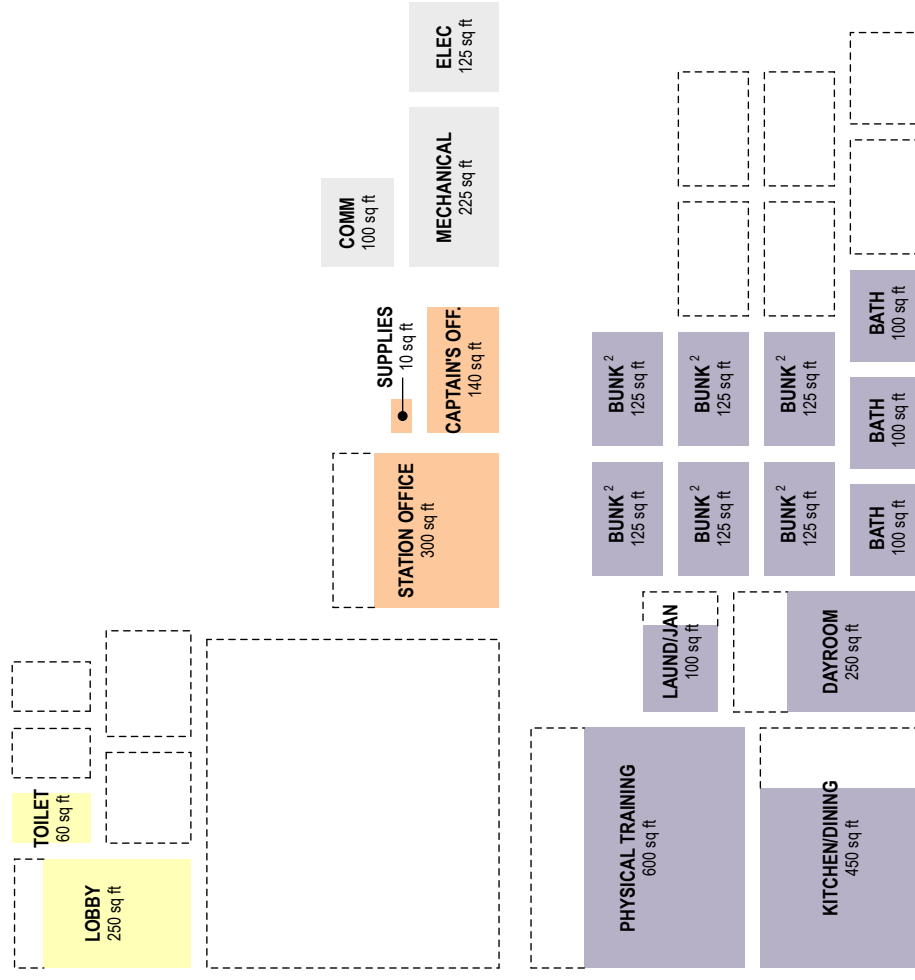 LOBBY
250 sq ft
TOILET
60 sq ft
STATION OFFICE
300 sq ft
SUPPLIES
10 sq ft
CAPTAIN'S OFF.
140 sq ft
COMM
100 sq ft
MECHANICAL
225 sq ft
ELEC
125 sq ft
PHYSICAL TRAINING
600 sq ft
LAUND/JAN
100 sq ft
BUNK 2
125 sq ft
BUNK 2
125 sq ft
BUNK 2
125 sq ft
BUNK 2
125 sq ft
KITCHEN/DINING
450 sq ft
DAYROOM
250 sq ft
BUNK 2
125 sq ft
BUNK 2
125 sq ft
BATH
100 sq ft
BATH
100 sq ft
BATH
100 sq ft